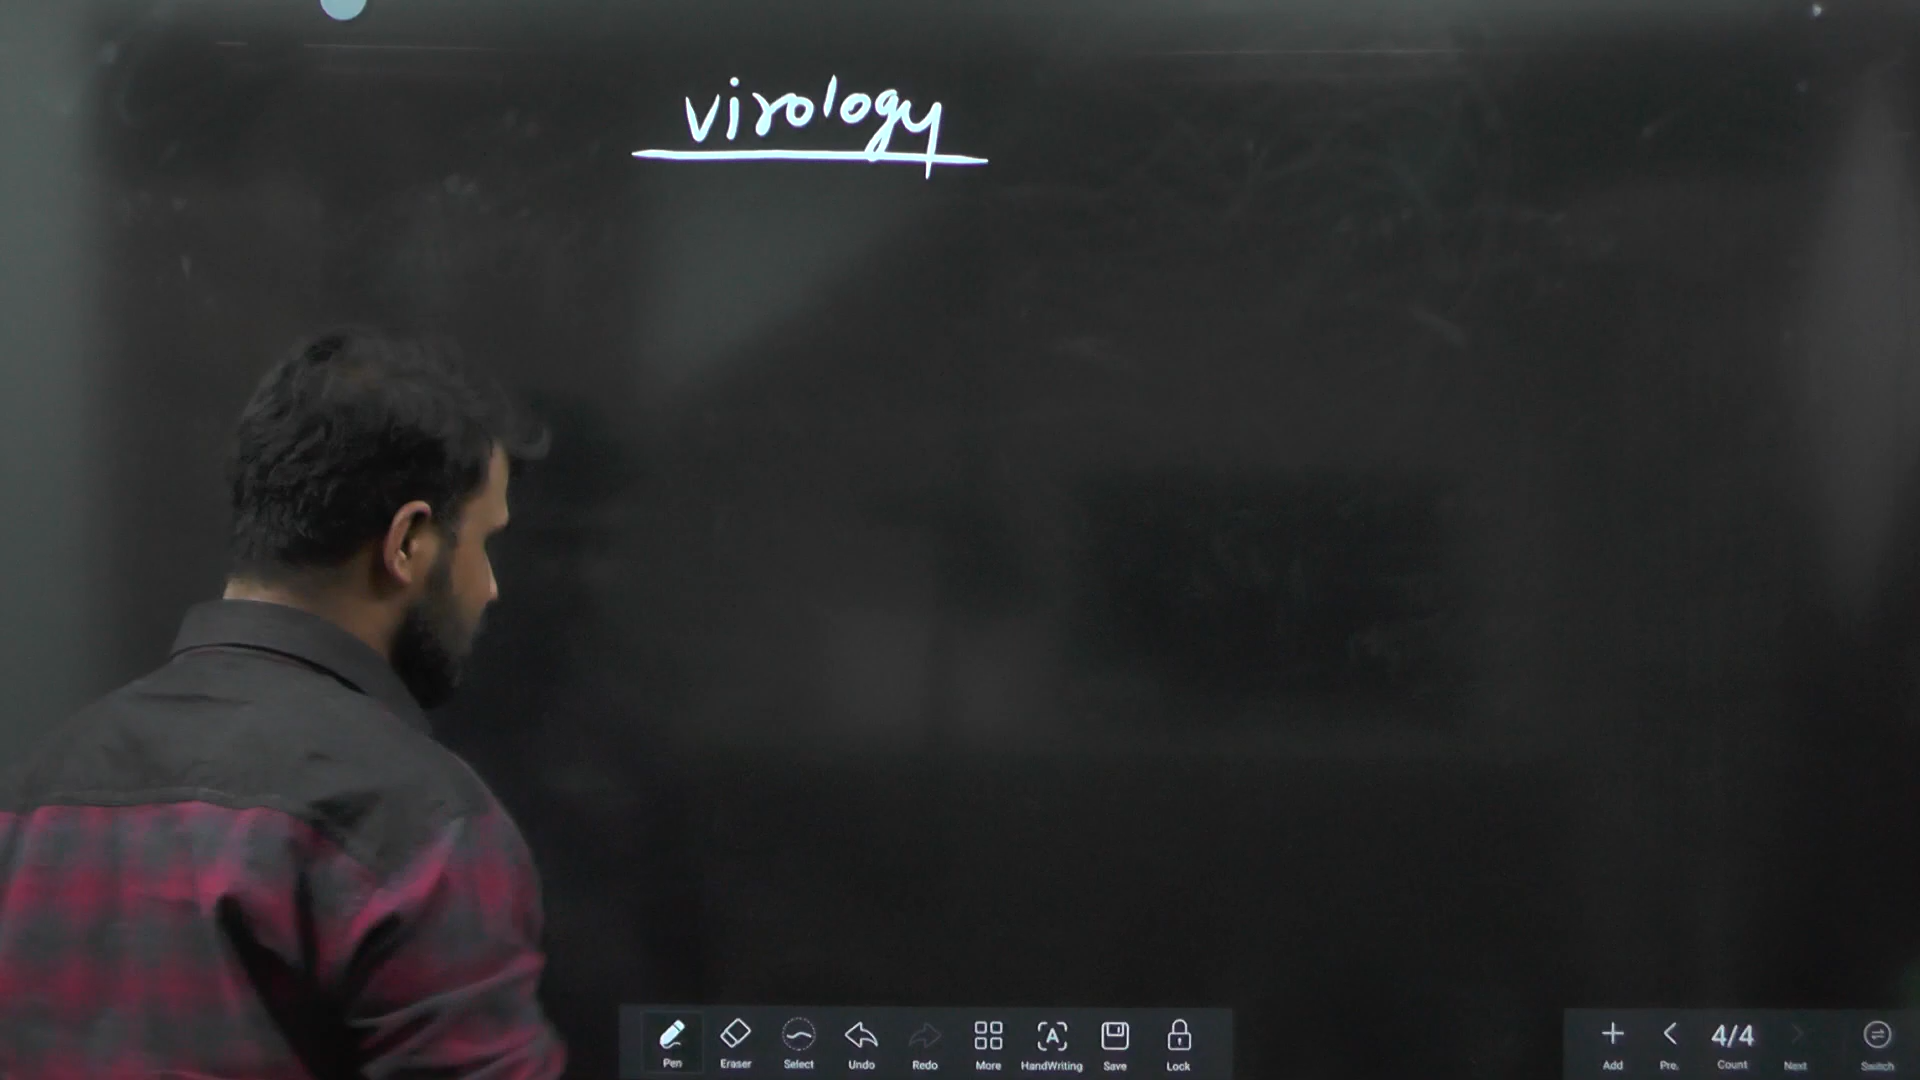 virology
Pen Eraser Select Undo Redo More HandWriting Save Lock
Add Pre. 4/4 Count Next Switch